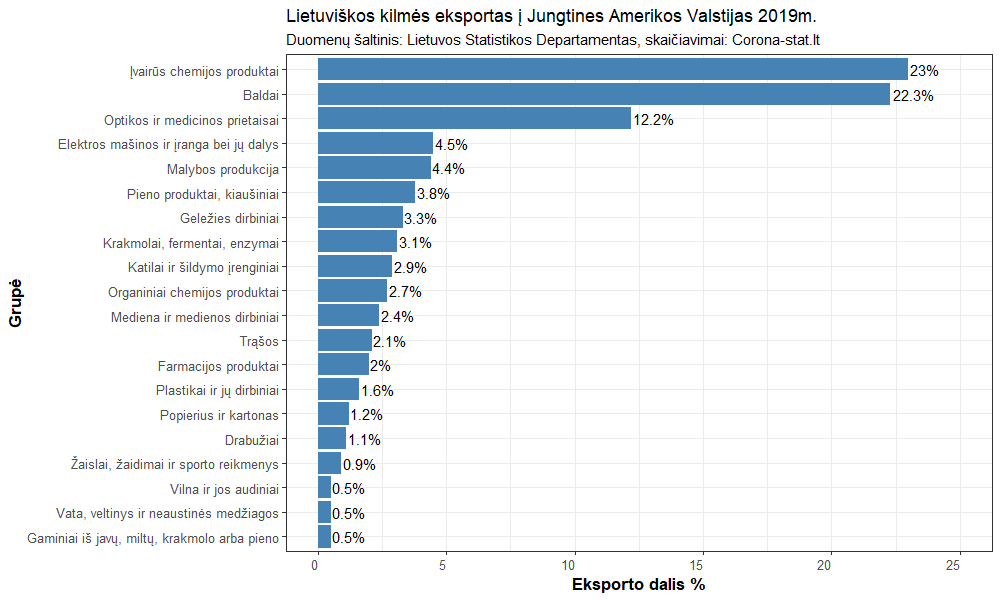 Lietuviškos kilmės eksportas į Jungtines Amerikos Valstijas 2019m.
Duomenų šaltinis: Lietuvos Statistikos Departamentas, skaičiavimai: Corona-stat.lt
Grupė
Įvairūs chemijos produktai 23%
Baldai 22.3%
Optikos ir medicinos prietaisai 12.2%
Elektros mašinos ir įranga bei jų dalys 4.5%
Malybos produkcija 4.4%
Pieno produktai, kiaušiniai 3.8%
Geležies dirbiniai 3.3%
Krakmolai, fermentai, enzymai 3.1%
Katilai ir šildymo įrenginiai 2.9%
Organiniai chemijos produktai 2.7%
Mediena ir medienos dirbiniai 2.4%
Trąšos 2.1%
Farmacijos produktai 2%
Plastikai ir jų dirbiniai 1.6%
Popierius ir kartonas 1.2%
Drabužiai 1.1%
Žaislai, žaidimai ir sporto reikmenys 0.9%
Vilna ir jos audiniai 0.5%
Vata, veltinys ir neaustinės medžiagos 0.5%
Gaminiai iš javų, miltų, krakmolo arba pieno 0.5%
0 5 10 15 20 25
Eksporto dalis %